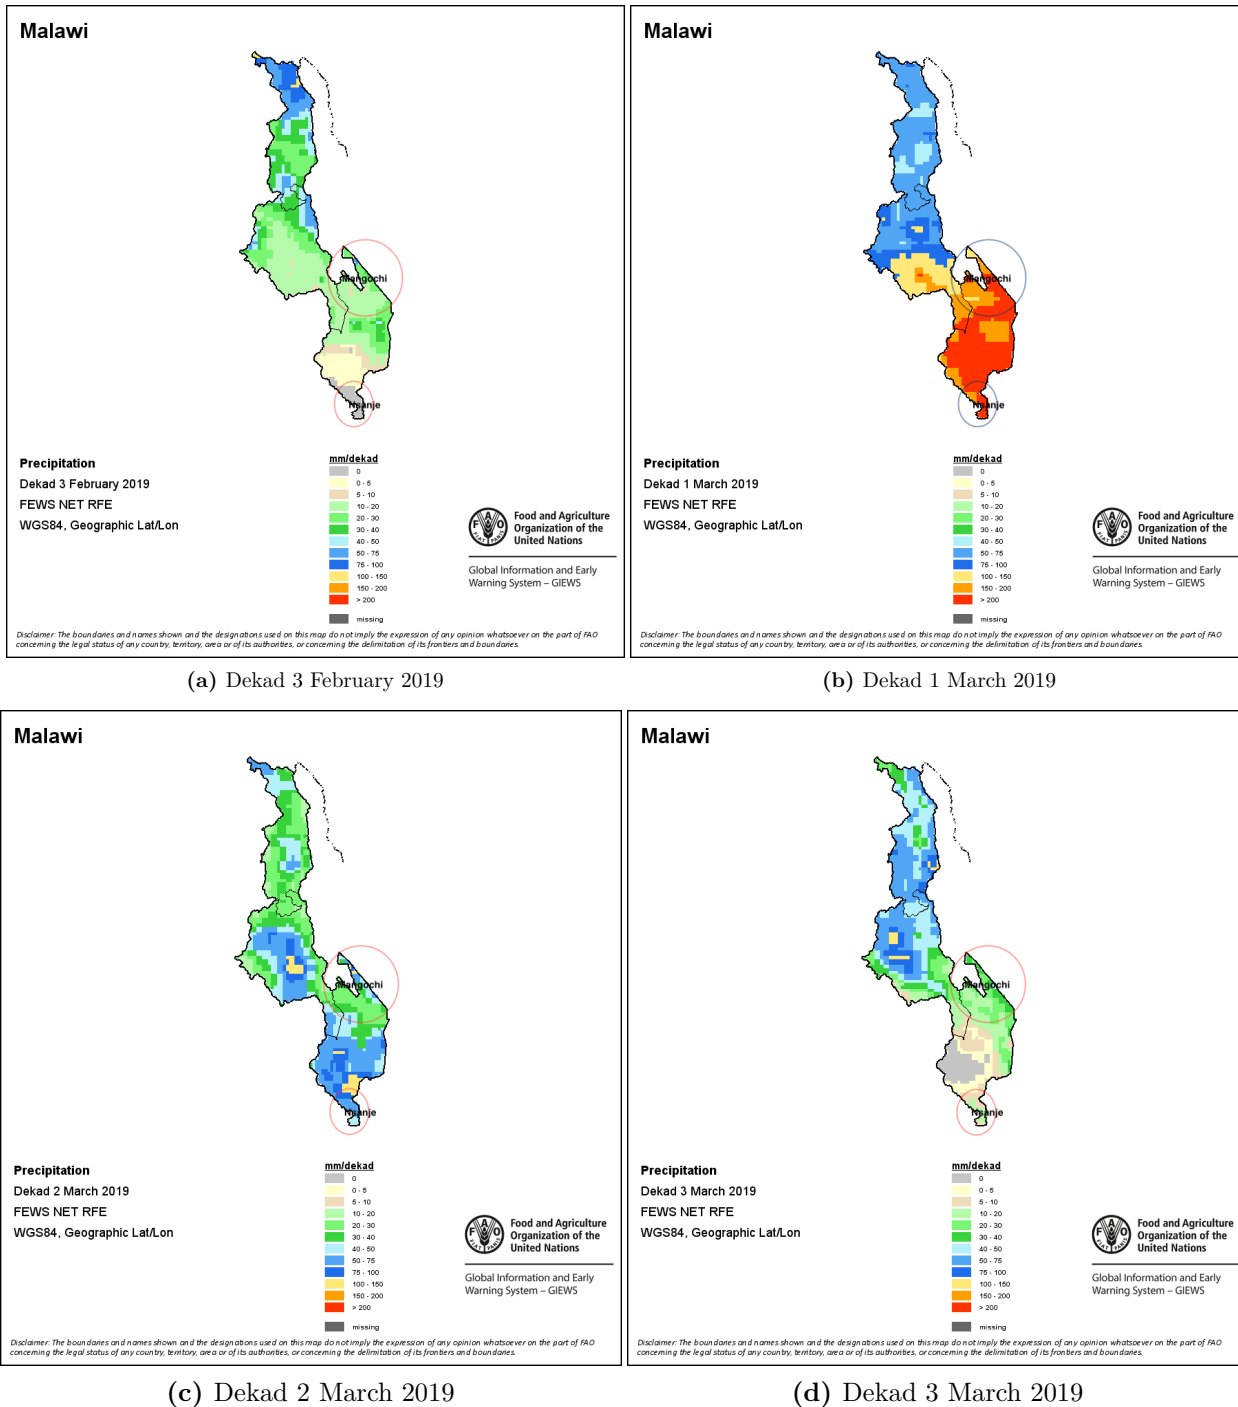 Malawi
Mangochi
Nsanje
Precipitation
Dekad 3 February 2019
FEWS NET RFE
WGS84, Geographic Lat/Lon
mm/dekad
0
0 - 5
5 - 10
10 - 20
20 - 30
30 - 40
40 - 50
50 - 75
75 - 100
100 - 150
150 - 200
> 200
missing
FAO
FIAT PANIS
Food and Agriculture
Organization of the
United Nations
Global Information and Early
Warning System – GIEWS
Disclaimer: The boundaries and names shown and the designations used on this map do not imply the expression of any opinion whatsoever on the part of FAO
concerning the legal status of any country, territory, area or of its authorities, or concerning the delimitation of its frontiers and boundaries.
(a) Dekad 3 February 2019
Malawi
Mangochi
Nsanje
Precipitation
Dekad 1 March 2019
FEWS NET RFE
WGS84, Geographic Lat/Lon
mm/dekad
0
0 - 5
5 - 10
10 - 20
20 - 30
30 - 40
40 - 50
50 - 75
75 - 100
100 - 150
150 - 200
> 200
missing
FAO
FIAT PANIS
Food and Agriculture
Organization of the
United Nations
Global Information and Early
Warning System – GIEWS
Disclaimer: The boundaries and names shown and the designations used on this map do not imply the expression of any opinion whatsoever on the part of FAO
concerning the legal status of any country, territory, area or of its authorities, or concerning the delimitation of its frontiers and boundaries.
(b) Dekad 1 March 2019
Malawi
Mangochi
Nsanje
Precipitation
Dekad 2 March 2019
FEWS NET RFE
WGS84, Geographic Lat/Lon
mm/dekad
0
0 - 5
5 - 10
10 - 20
20 - 30
30 - 40
40 - 50
50 - 75
75 - 100
100 - 150
150 - 200
> 200
missing
FAO
FIAT PANIS
Food and Agriculture
Organization of the
United Nations
Global Information and Early
Warning System – GIEWS
Disclaimer: The boundaries and names shown and the designations used on this map do not imply the expression of any opinion whatsoever on the part of FAO
concerning the legal status of any country, territory, area or of its authorities, or concerning the delimitation of its frontiers and boundaries.
(c) Dekad 2 March 2019
Malawi
Mangochi
Nsanje
Precipitation
Dekad 3 March 2019
FEWS NET RFE
WGS84, Geographic Lat/Lon
mm/dekad
0
0 - 5
5 - 10
10 - 20
20 - 30
30 - 40
40 - 50
50 - 75
75 - 100
100 - 150
150 - 200
> 200
missing
FAO
FIAT PANIS
Food and Agriculture
Organization of the
United Nations
Global Information and Early
Warning System – GIEWS
Disclaimer: The boundaries and names shown and the designations used on this map do not imply the expression of any opinion whatsoever on the part of FAO
concerning the legal status of any country, territory, area or of its authorities, or concerning the delimitation of its frontiers and boundaries.
(d) Dekad 3 March 2019